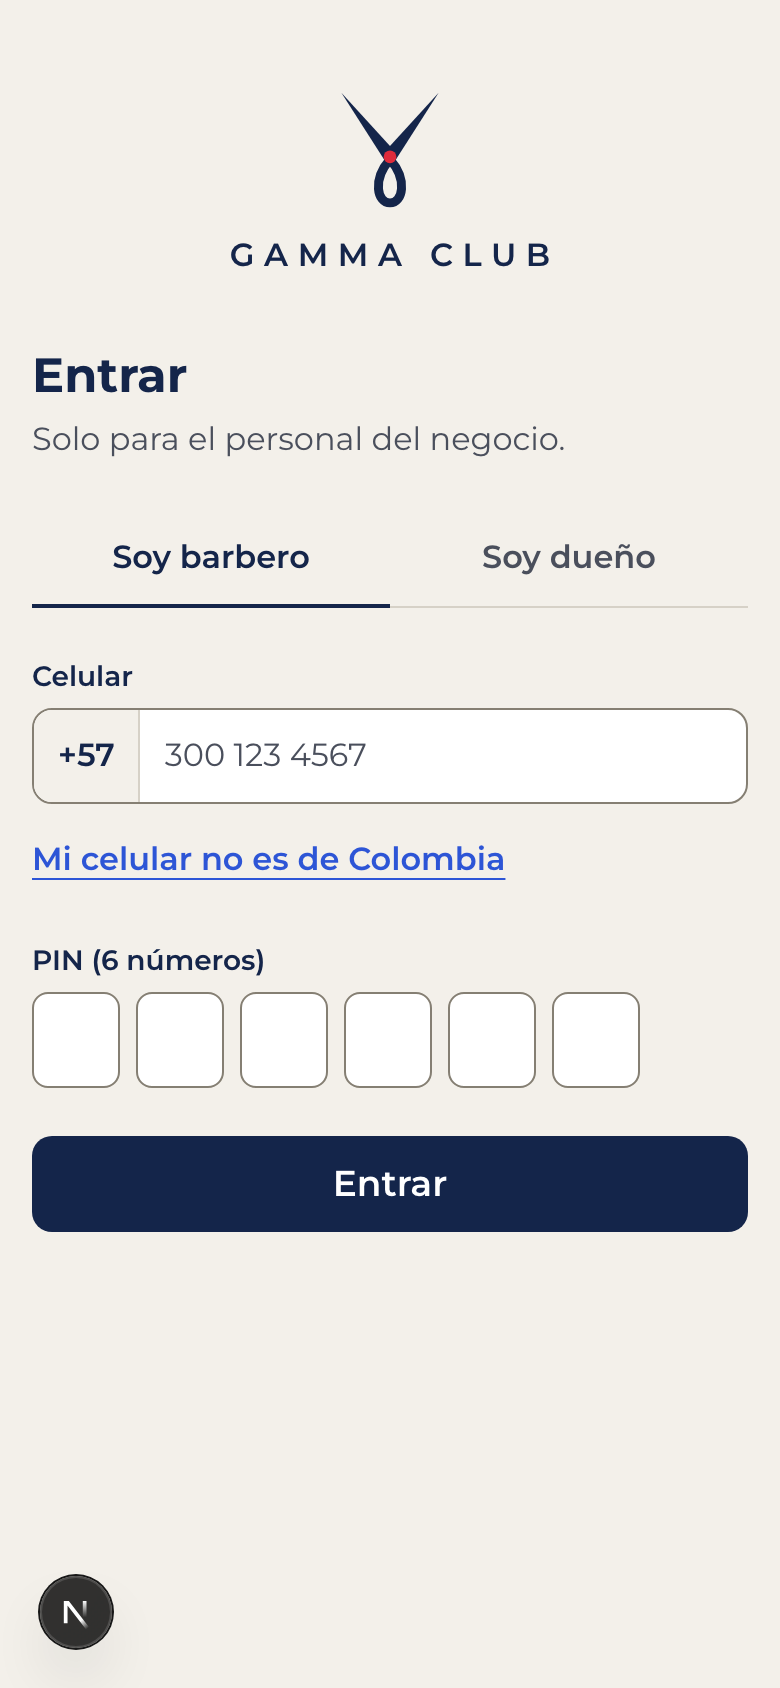 GAMMA CLUB
Entrar
Solo para el personal del negocio.
Soy barbero
Soy dueño
Celular
+57 300 123 4567
Mi celular no es de Colombia
PIN (6 números)
Entrar
N